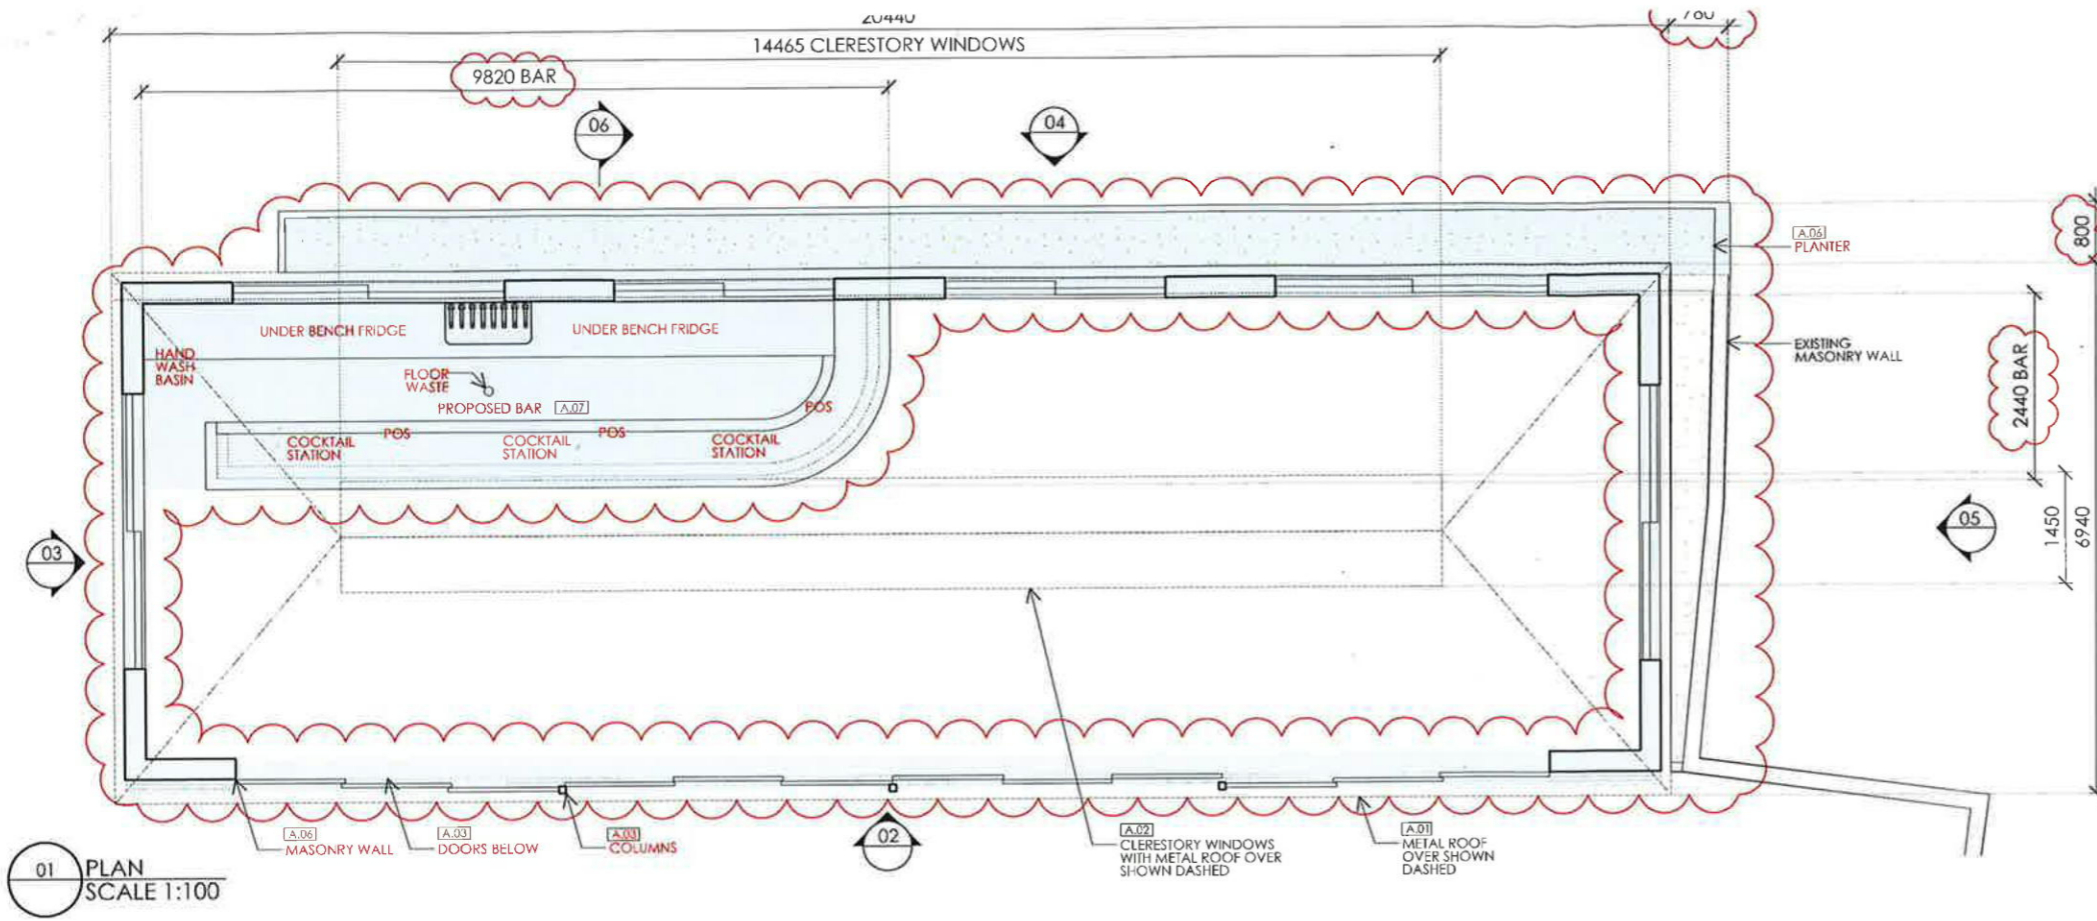 20440
780
14465 CLERESTORY WINDOWS
9820 BAR
06
04
800
A.06
PLANTER
UNDER BENCH FRIDGE
UNDER BENCH FRIDGE
HAND
WASH
BASIN
EXISTING
MASONRY WALL
FLOOR
WASTE
2440 BAR
PROPOSED BAR A.07
POS
POS
POS
COCKTAIL
STATION
COCKTAIL
STATION
COCKTAIL
STATION
03
05
1450
6940
A.06
MASONRY WALL
A.03
DOORS BELOW
A.03
COLUMNS
02
A.02
CLERESTORY WINDOWS
WITH METAL ROOF OVER
SHOWN DASHED
A.01
METAL ROOF
OVER SHOWN
DASHED
01
PLAN
SCALE 1:100